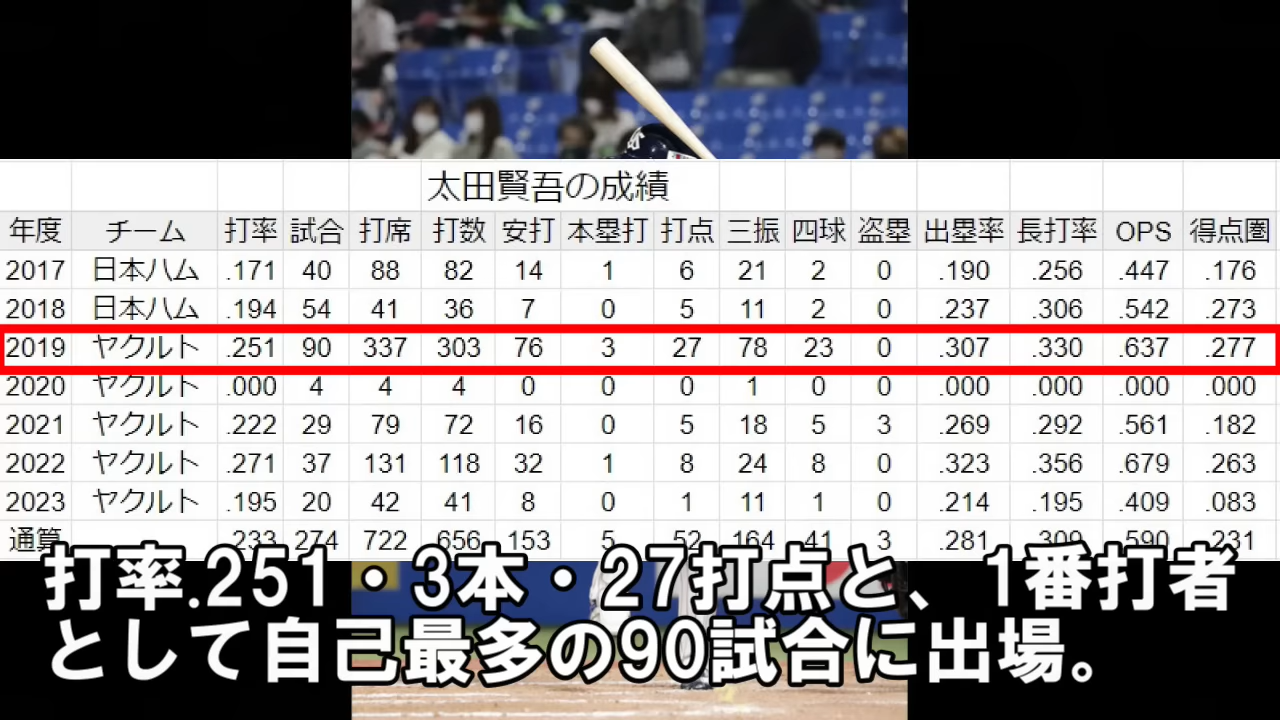 太田賢吾の成績
年度 チーム 打率 試合 打席 打数 安打 本塁打 打点 三振 四球 盗塁 出塁率 長打率 OPS 得点圏
2017 日本ハム .171 40 88 82 14 1 6 21 2 0 .190 .256 .447 .176
2018 日本ハム .194 54 41 36 7 0 5 11 2 0 .237 .306 .542 .273
2019 ヤクルト .251 90 337 303 76 3 27 78 23 0 .307 .330 .637 .277
2020 ヤクルト .000 4 4 4 0 0 0 1 0 0 .000 .000 .000 .000
2021 ヤクルト .222 29 79 72 16 0 5 18 5 3 .269 .292 .561 .182
2022 ヤクルト .271 37 131 118 32 1 8 24 8 0 .323 .356 .679 .263
2023 ヤクルト .195 20 42 41 8 0 1 11 1 0 .214 .195 .409 .083
通算 .233 274 722 656 153 5 52 164 41 3 .281 .309 .590 .231
打率.251・3本・27打点と、1番打者
として自己最多の90試合に出場。